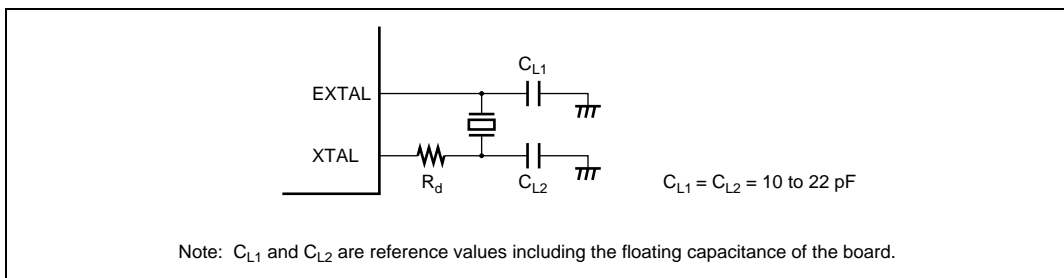 C_L1
EXTAL
XTAL
R_d
C_L2
C_L1 = C_L2 = 10 to 22 pF
Note: C_L1 and C_L2 are reference values including the floating capacitance of the board.